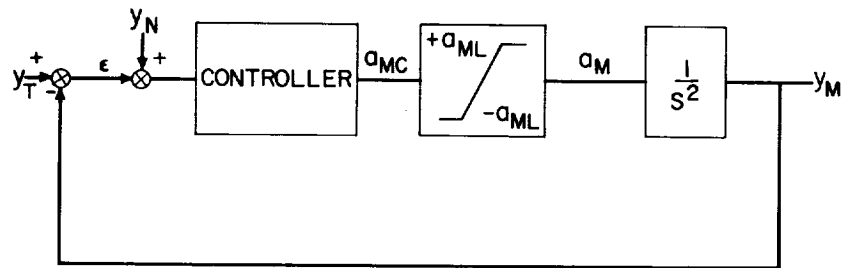 y_N
+
y_T
-
ε
+
CONTROLLER
a_MC
+a_ML
-a_ML
a_M
1
S²
y_M